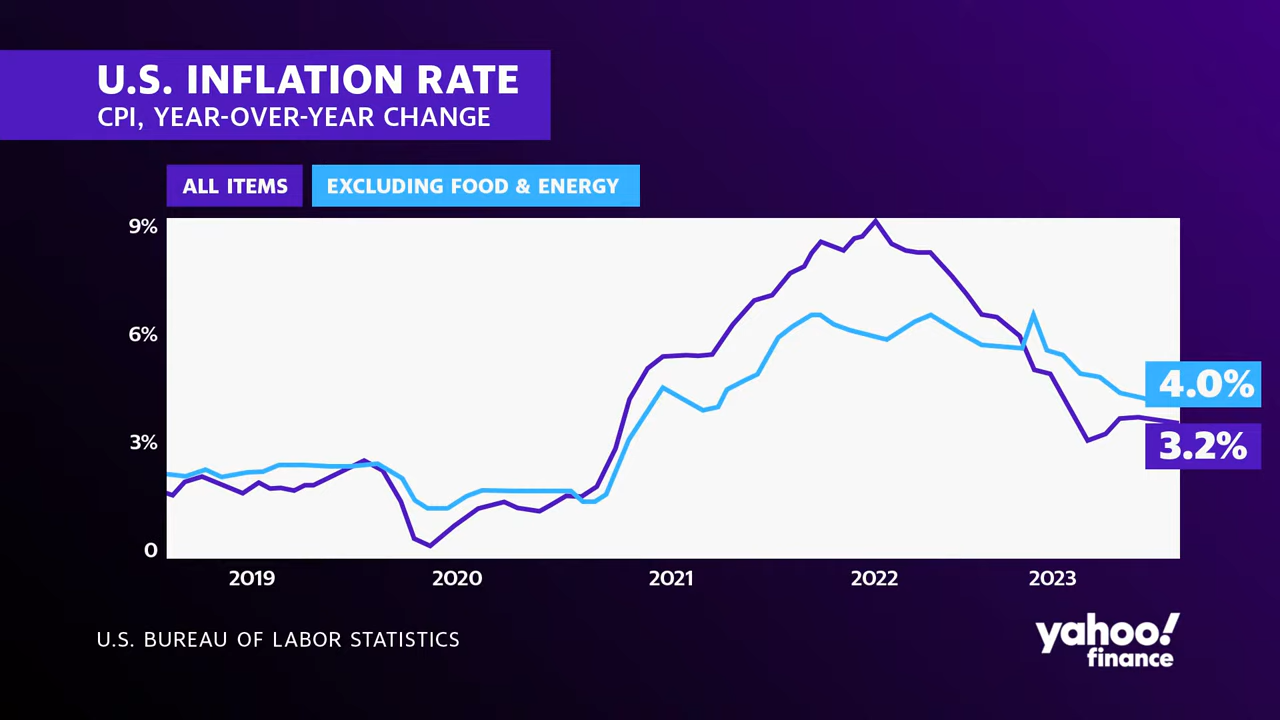 U.S. INFLATION RATE
CPI, YEAR-OVER-YEAR CHANGE
ALL ITEMS
EXCLUDING FOOD & ENERGY
9%
6%
3%
0
4.0%
3.2%
2019
2020
2021
2022
2023
U.S. BUREAU OF LABOR STATISTICS
yahoo!
finance